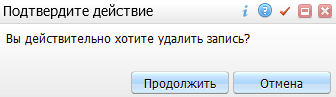 Подтвердите действие
Вы действительно хотите удалить запись?
Продолжить
Отмена